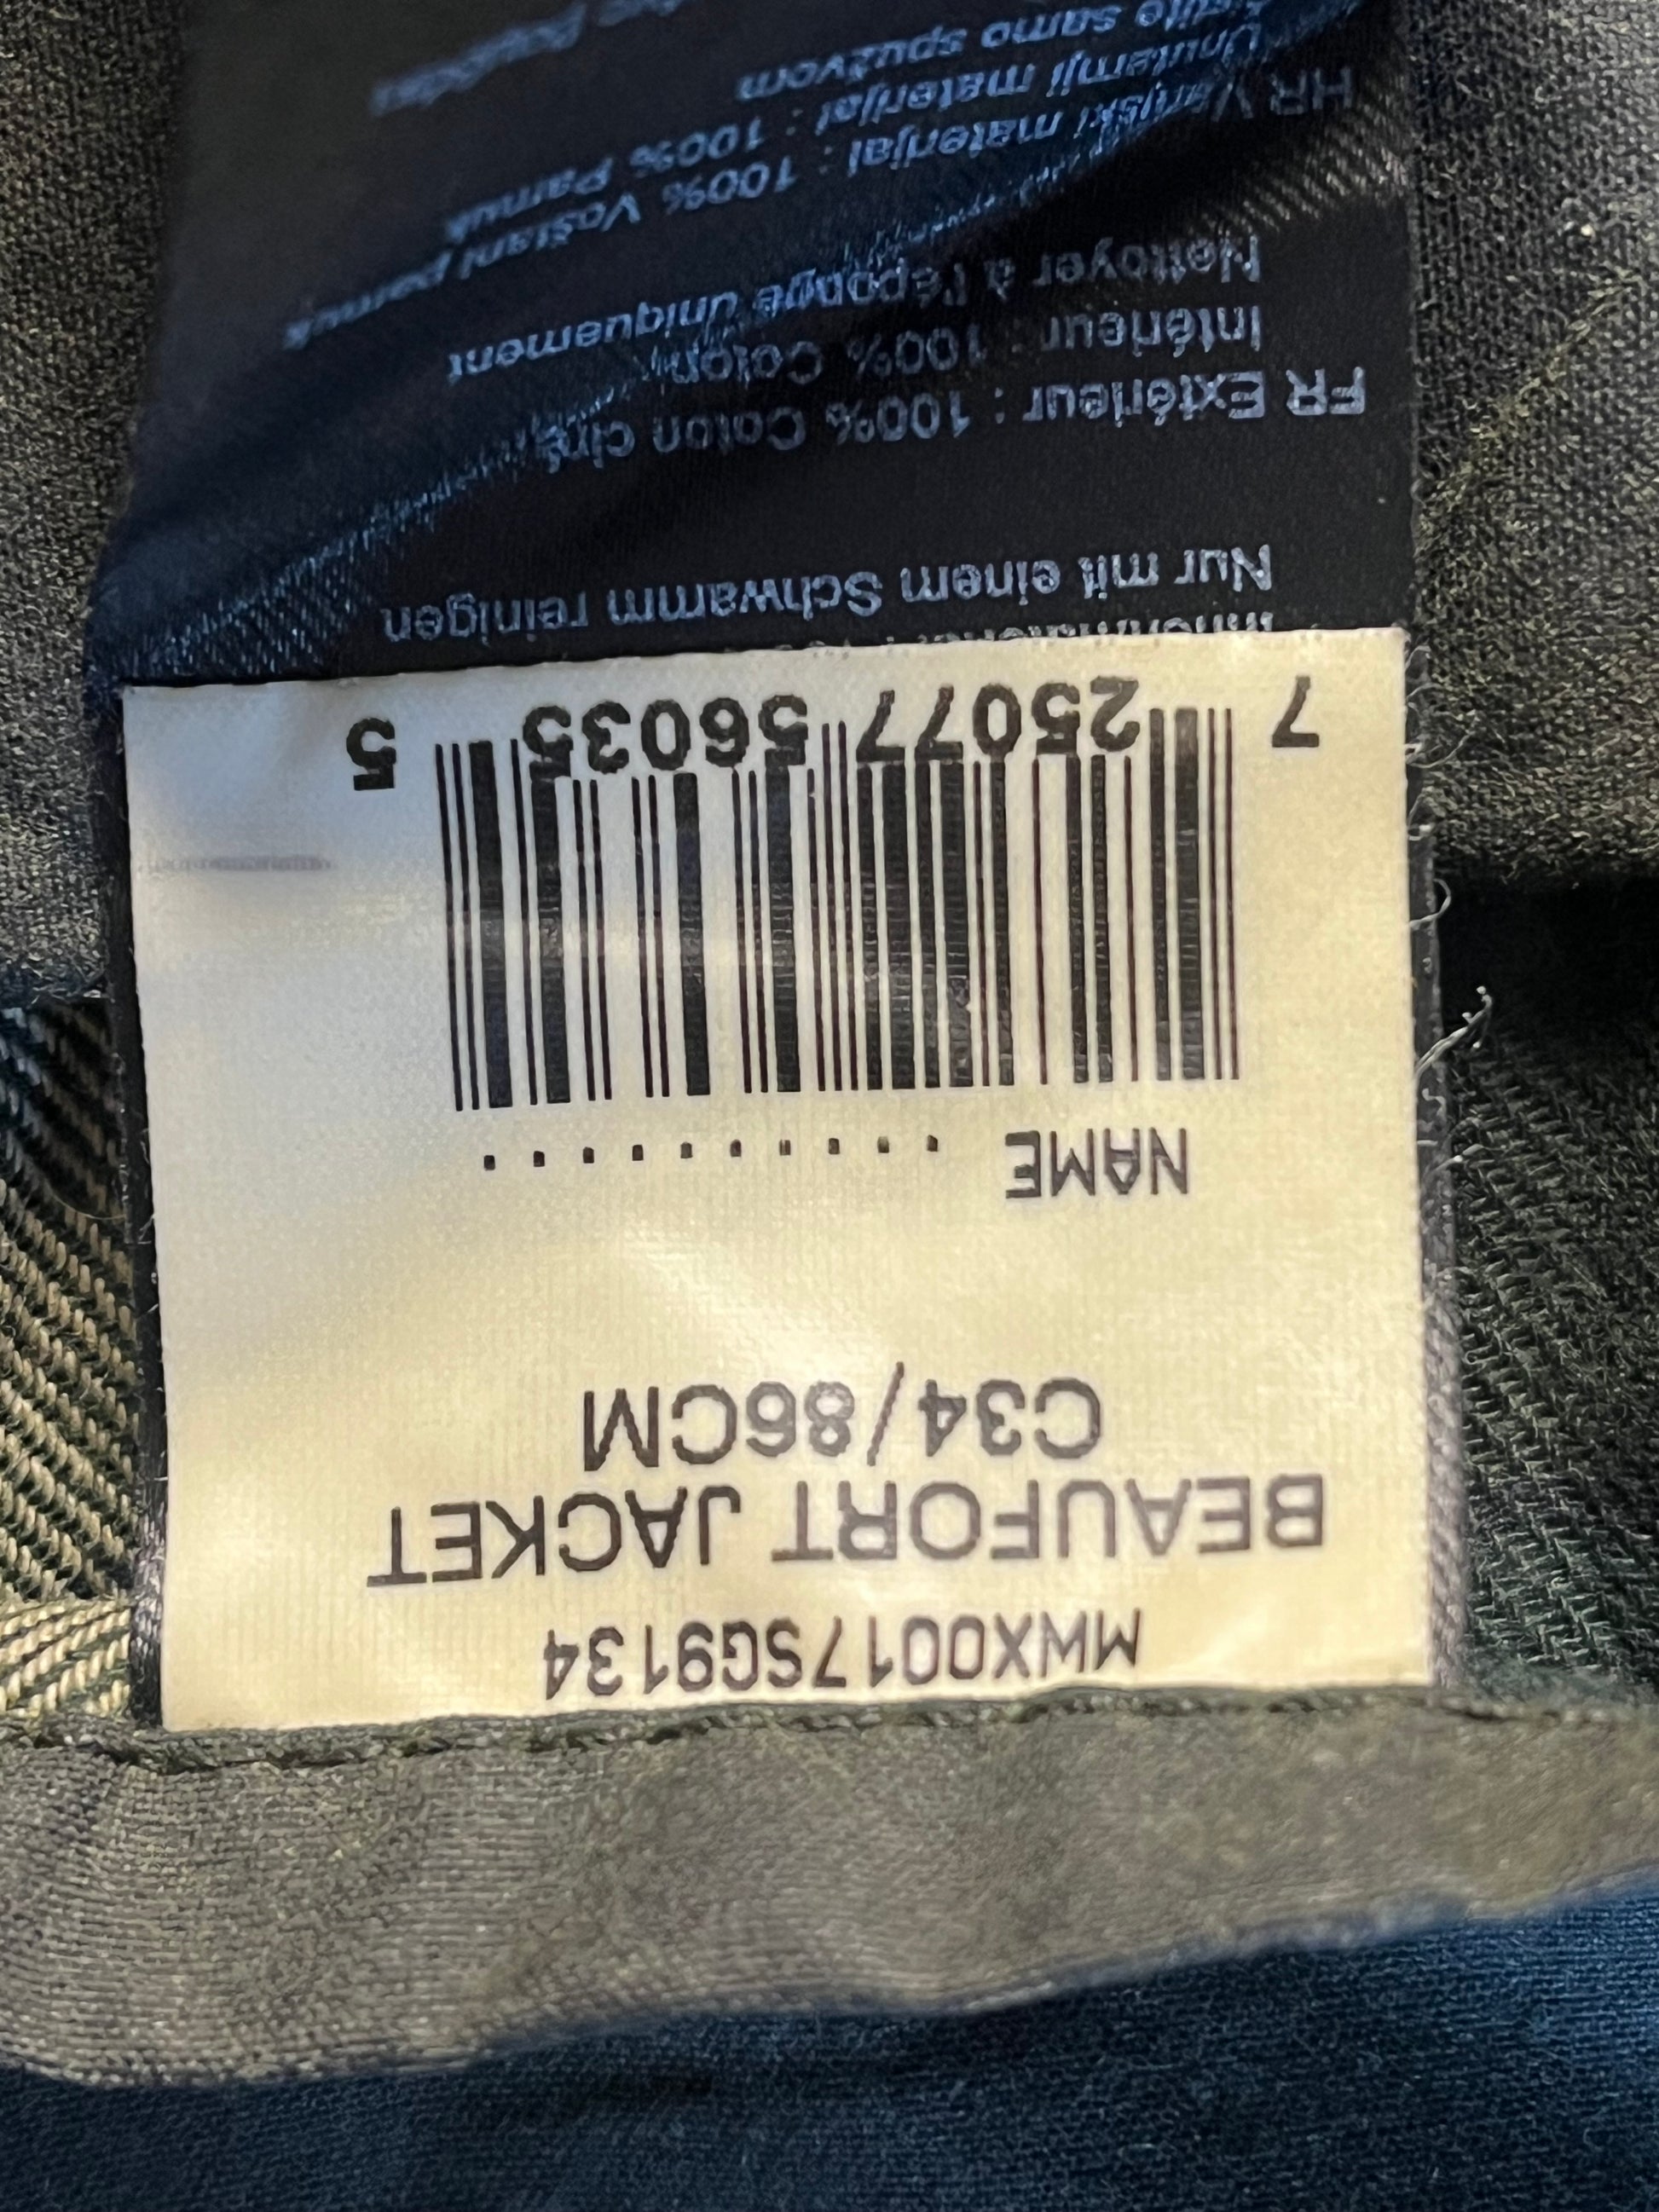 MWX0017SG9134
BEAUFORT JACKET
C34/86CM
NAME ..........
7 25077 56035 5
Nur mit einem Schwamm reinigen
FR Extérieur : 100% Coton ciré
Intérieur : 100% Coton
Nettoyer à l'éponge uniquement
HR Vanjski materijal : 100% Voštani pamuk
Unutarnji materijal : 100% Pamuk
samo spužvom